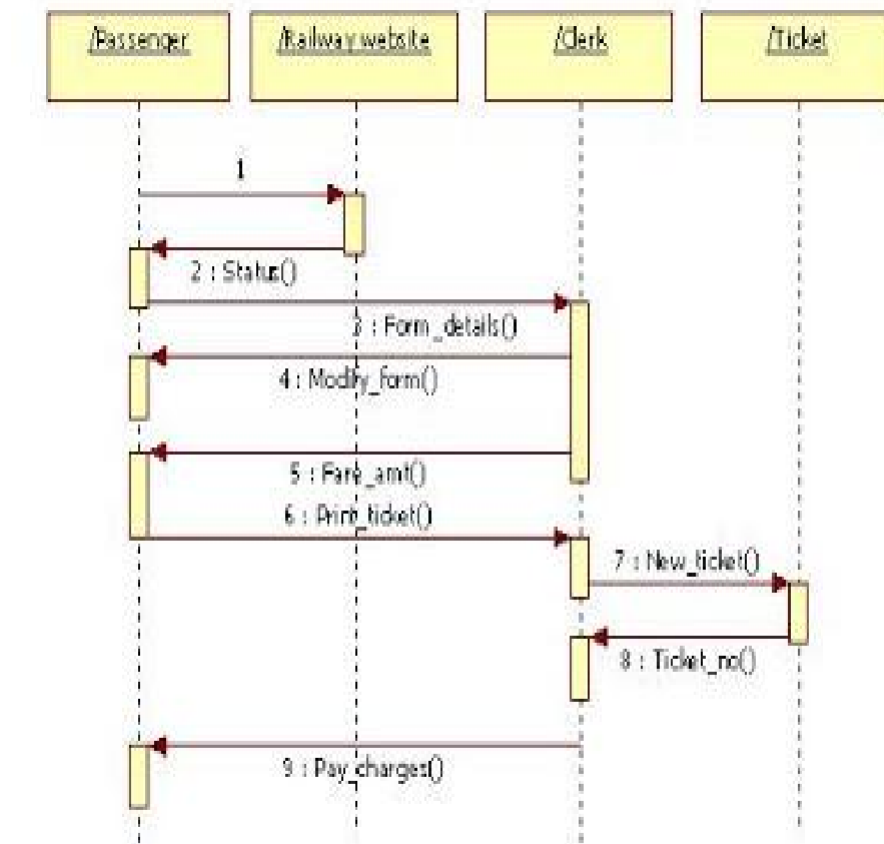 /Passenger
/Railway website
/Clerk
/Ticket
1
2 : Status()
3 : Form_details()
4 : Modify_form()
5 : Fare_amt()
6 : Print_ticket()
7 : New_ticket()
8 : Ticket_no()
9 : Pay_charges()